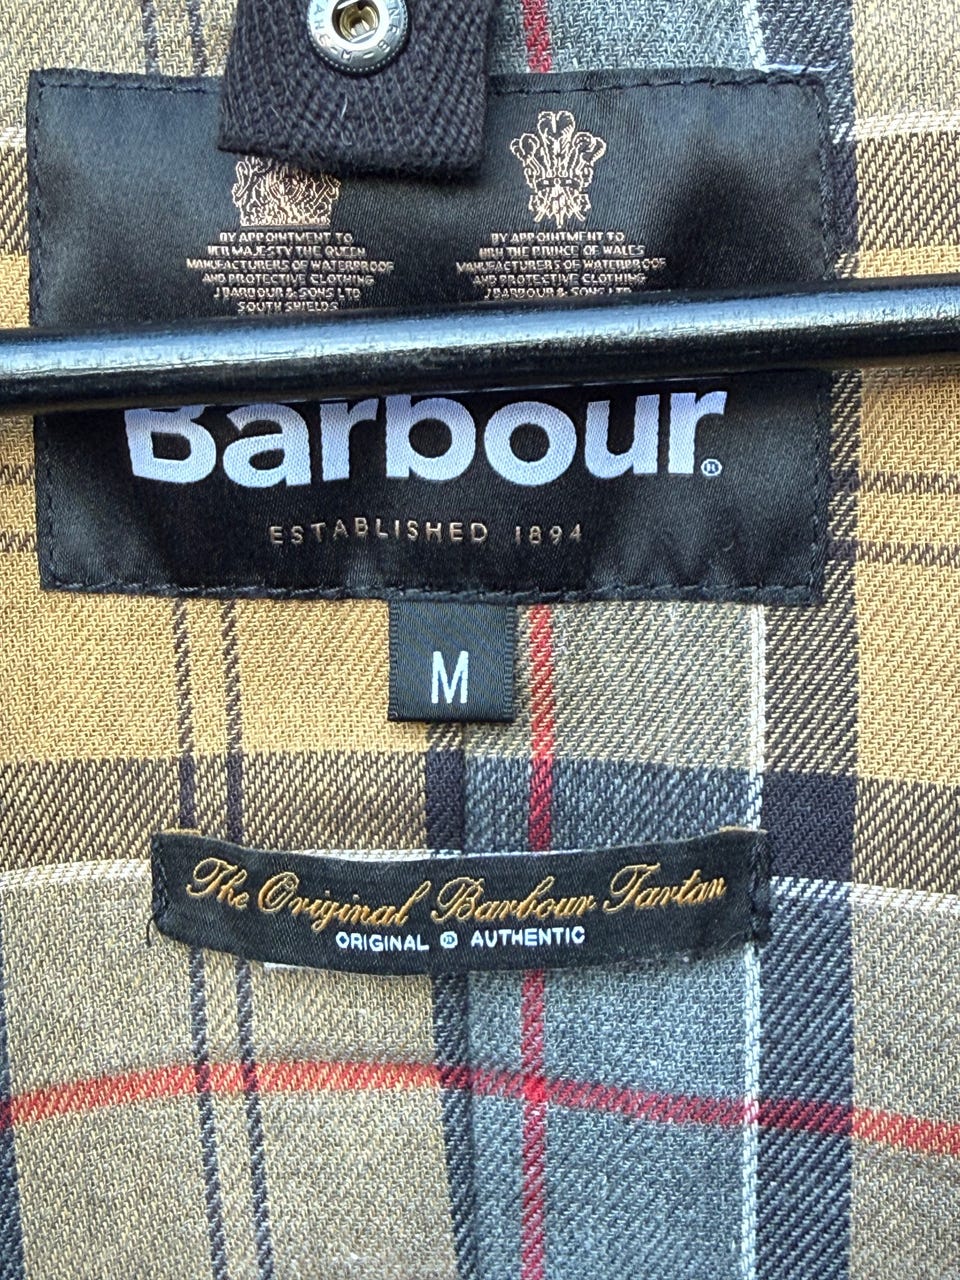 BY APPOINTMENT TO
HER MAJESTY THE QUEEN
MANUFACTURERS OF WATERPROOF
AND PROTECTIVE CLOTHING
J BARBOUR & SONS LTD
SOUTH SHIELDS
BY APPOINTMENT TO
HRH THE PRINCE OF WALES
MANUFACTURERS OF WATERPROOF
AND PROTECTIVE CLOTHING
J BARBOUR & SONS LTD
Barbour®
ESTABLISHED 1894
M
The Original Barbour Tartan
ORIGINAL ® AUTHENTIC